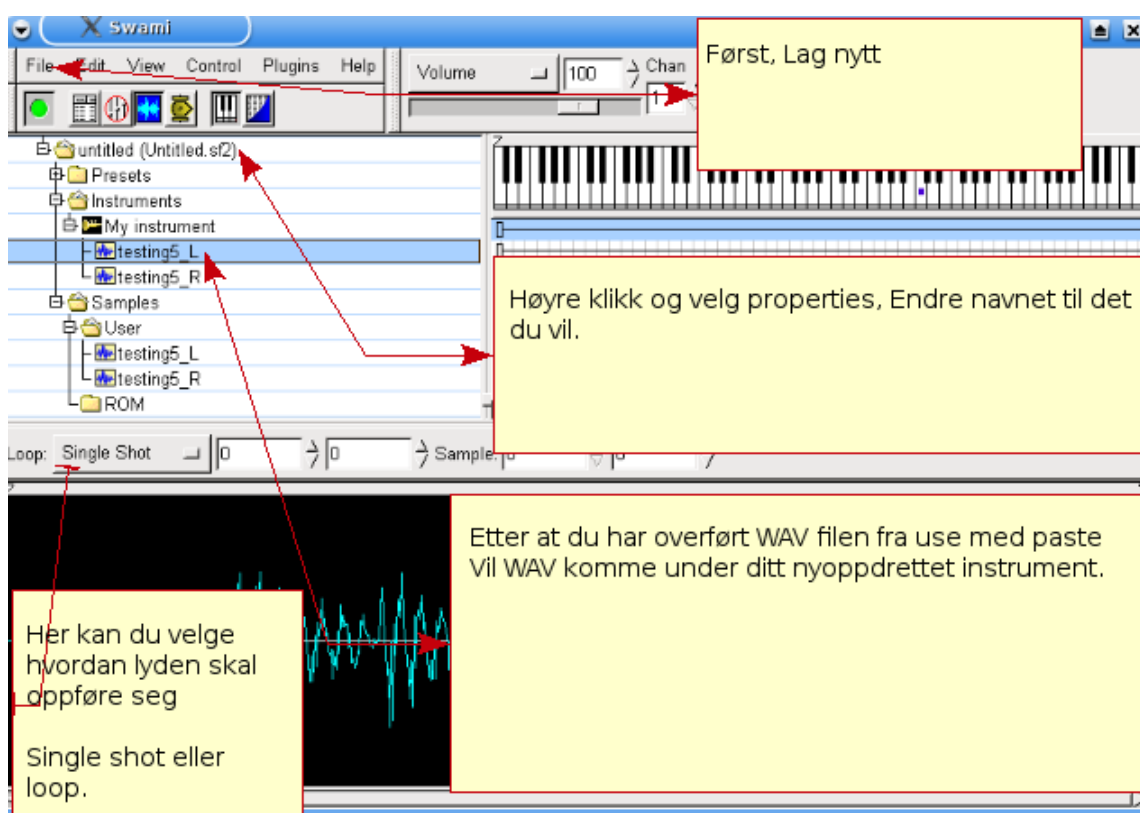 Swami
File Edit View Control Plugins Help
Volume 100 Chan 1
Først, Lag nytt
untitled (Untitled.sf2)
Presets
Instruments
My instrument
testing5_L
testing5_R
Samples
User
testing5_L
testing5_R
ROM
Høyre klikk og velg properties, Endre navnet til det
du vil.
Loop: Single Shot 0 0 Sample: 0 0
Etter at du har overført WAV filen fra use med paste
Vil WAV komme under ditt nyoppdrettet instrument.
Her kan du velge
hvordan lyden skal
oppføre seg
Single shot eller
loop.